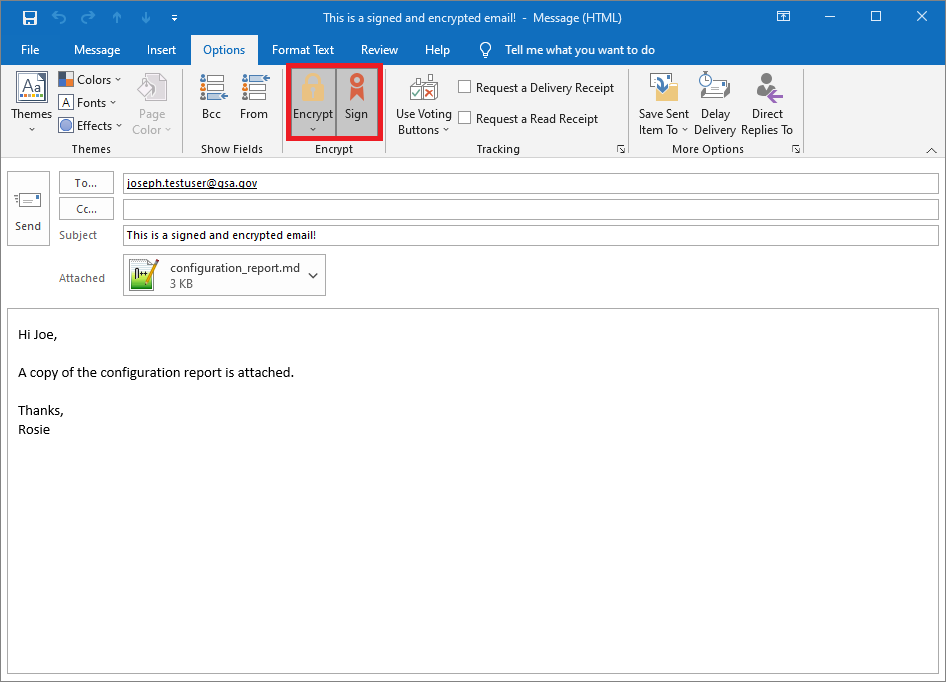 This is a signed and encrypted email! - Message (HTML)
File Message Insert Options Format Text Review Help Tell me what you want to do
Aa
Themes
Colors
A Fonts
Effects
Page
Color
Themes
Bcc
From
Show Fields
Encrypt
Sign
Encrypt
Use Voting
Buttons
Request a Delivery Receipt
Request a Read Receipt
Tracking
Save Sent
Item To
Delay
Delivery
Direct
Replies To
More Options
Send
To... joseph.testuser@gsa.gov
Cc...
Subject This is a signed and encrypted email!
Attached configuration_report.md
3 KB
Hi Joe,
A copy of the configuration report is attached.
Thanks,
Rosie